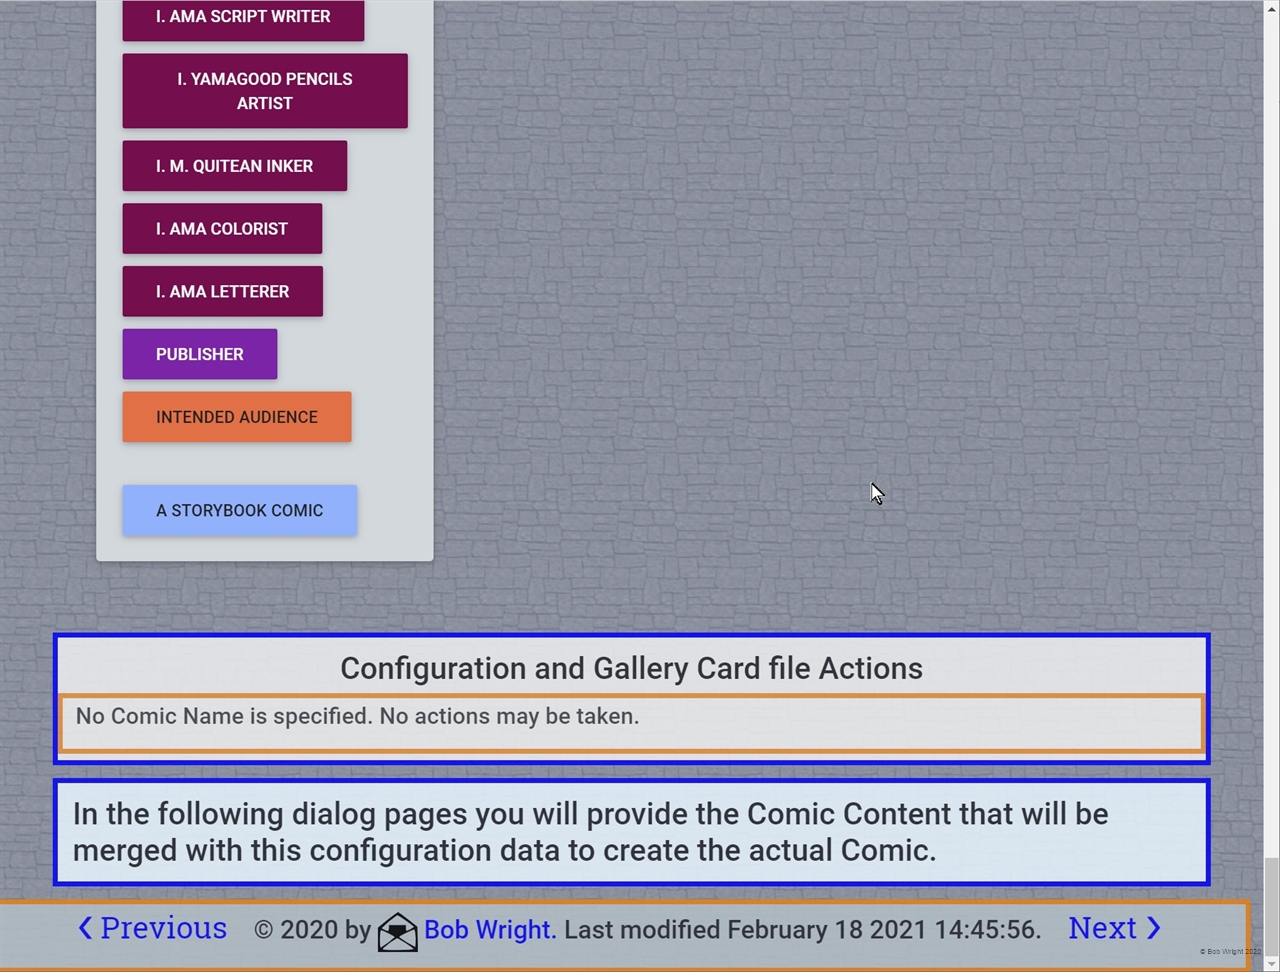 I. AMA SCRIPT WRITER
I. YAMAGOOD PENCILS
ARTIST
I. M. QUITEAN INKER
I. AMA COLORIST
I. AMA LETTERER
PUBLISHER
INTENDED AUDIENCE
A STORYBOOK COMIC
Configuration and Gallery Card file Actions
No Comic Name is specified. No actions may be taken.
In the following dialog pages you will provide the Comic Content that will be
merged with this configuration data to create the actual Comic.
❮ Previous © 2020 by Bob Wright. Last modified February 18 2021 14:45:56. Next ❯
© Bob Wright 2020